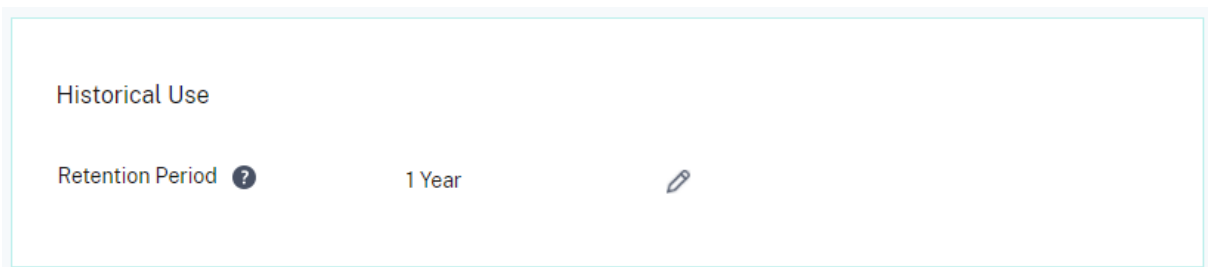 Historical Use
Retention Period ? 1 Year